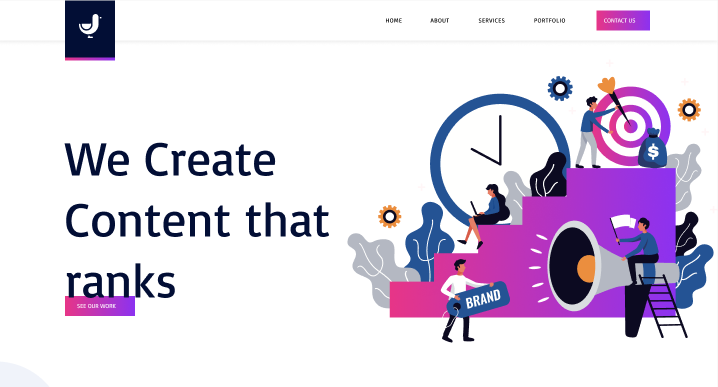 HOME ABOUT SERVICES PORTFOLIO CONTACT US
We Create
Content that
ranks
SEE OUR WORK
$
BRAND